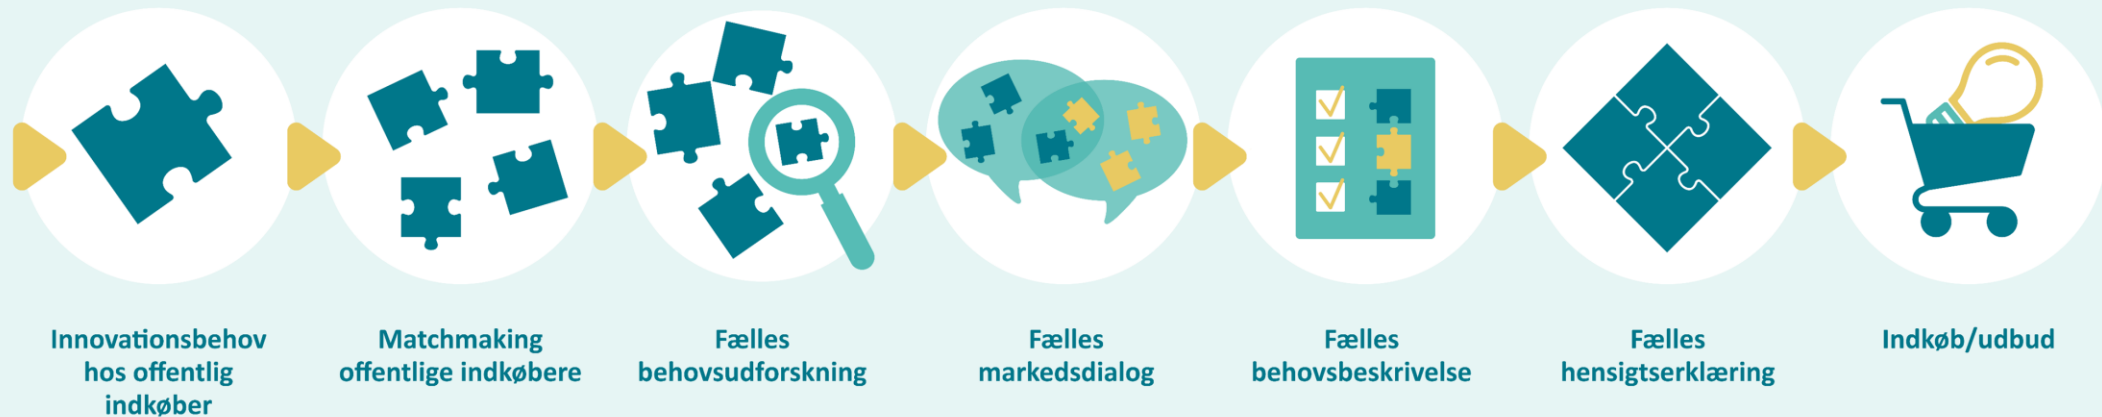 Innovationsbehov
hos offentlig
indkøber
Matchmaking
offentlige indkøbere
Fælles
behovsudforskning
Fælles
markedsdialog
Fælles
behovsbeskrivelse
Fælles
hensigtserklæring
Indkøb/udbud